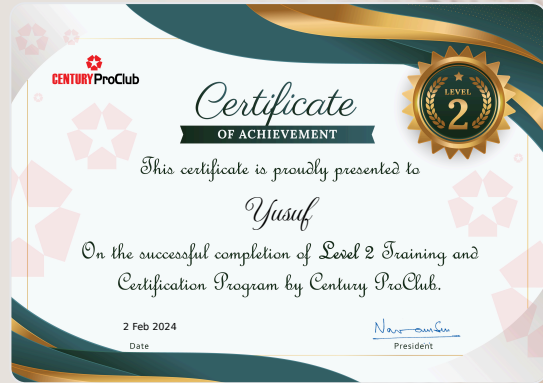 CENTURY ProClub
LEVEL
2
Certificate
OF ACHIEVEMENT
This certificate is proudly presented to
Yusuf
On the successful completion of Level 2 Training and
Certification Program by Century ProClub.
2 Feb 2024
Date
President